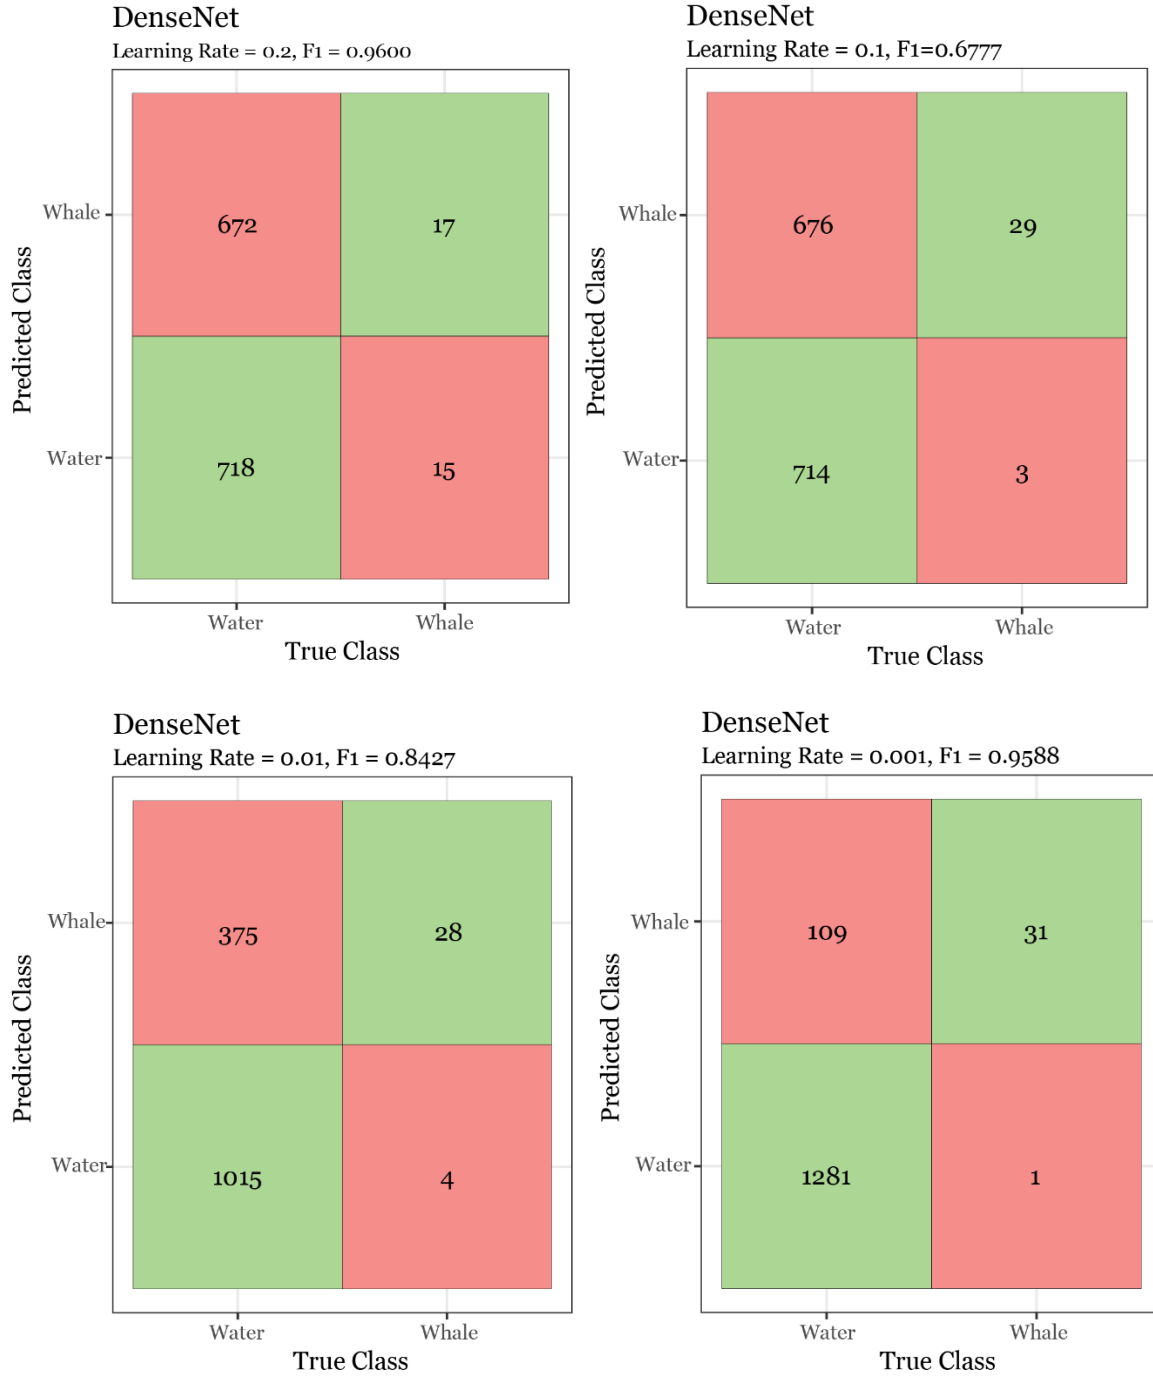 DenseNet
Learning Rate = 0.2, F1 = 0.9600
Whale
672
17
Water
718
15
Water
Whale
True Class
Predicted Class
DenseNet
Learning Rate = 0.1, F1=0.6777
Whale
676
29
Water
714
3
Water
Whale
True Class
Predicted Class
DenseNet
Learning Rate = 0.01, F1 = 0.8427
Whale
375
28
Water
1015
4
Water
Whale
True Class
Predicted Class
DenseNet
Learning Rate = 0.001, F1 = 0.9588
Whale
109
31
Water
1281
1
Water
Whale
True Class
Predicted Class